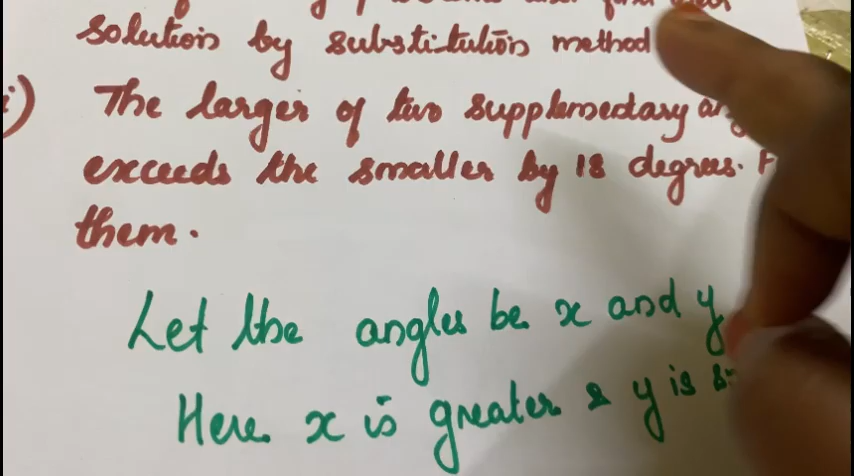 solution by substitution method
i) The larger of two supplementary ang
exceeds the smaller by 18 degrees. F
them.
Let the angles be x and y
Here x is greater & y is s